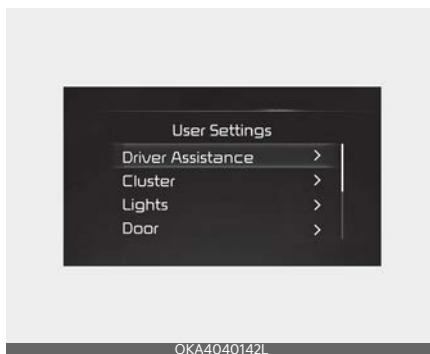 User Settings
Driver Assistance >
Cluster >
Lights >
Door >
OKA4040142L